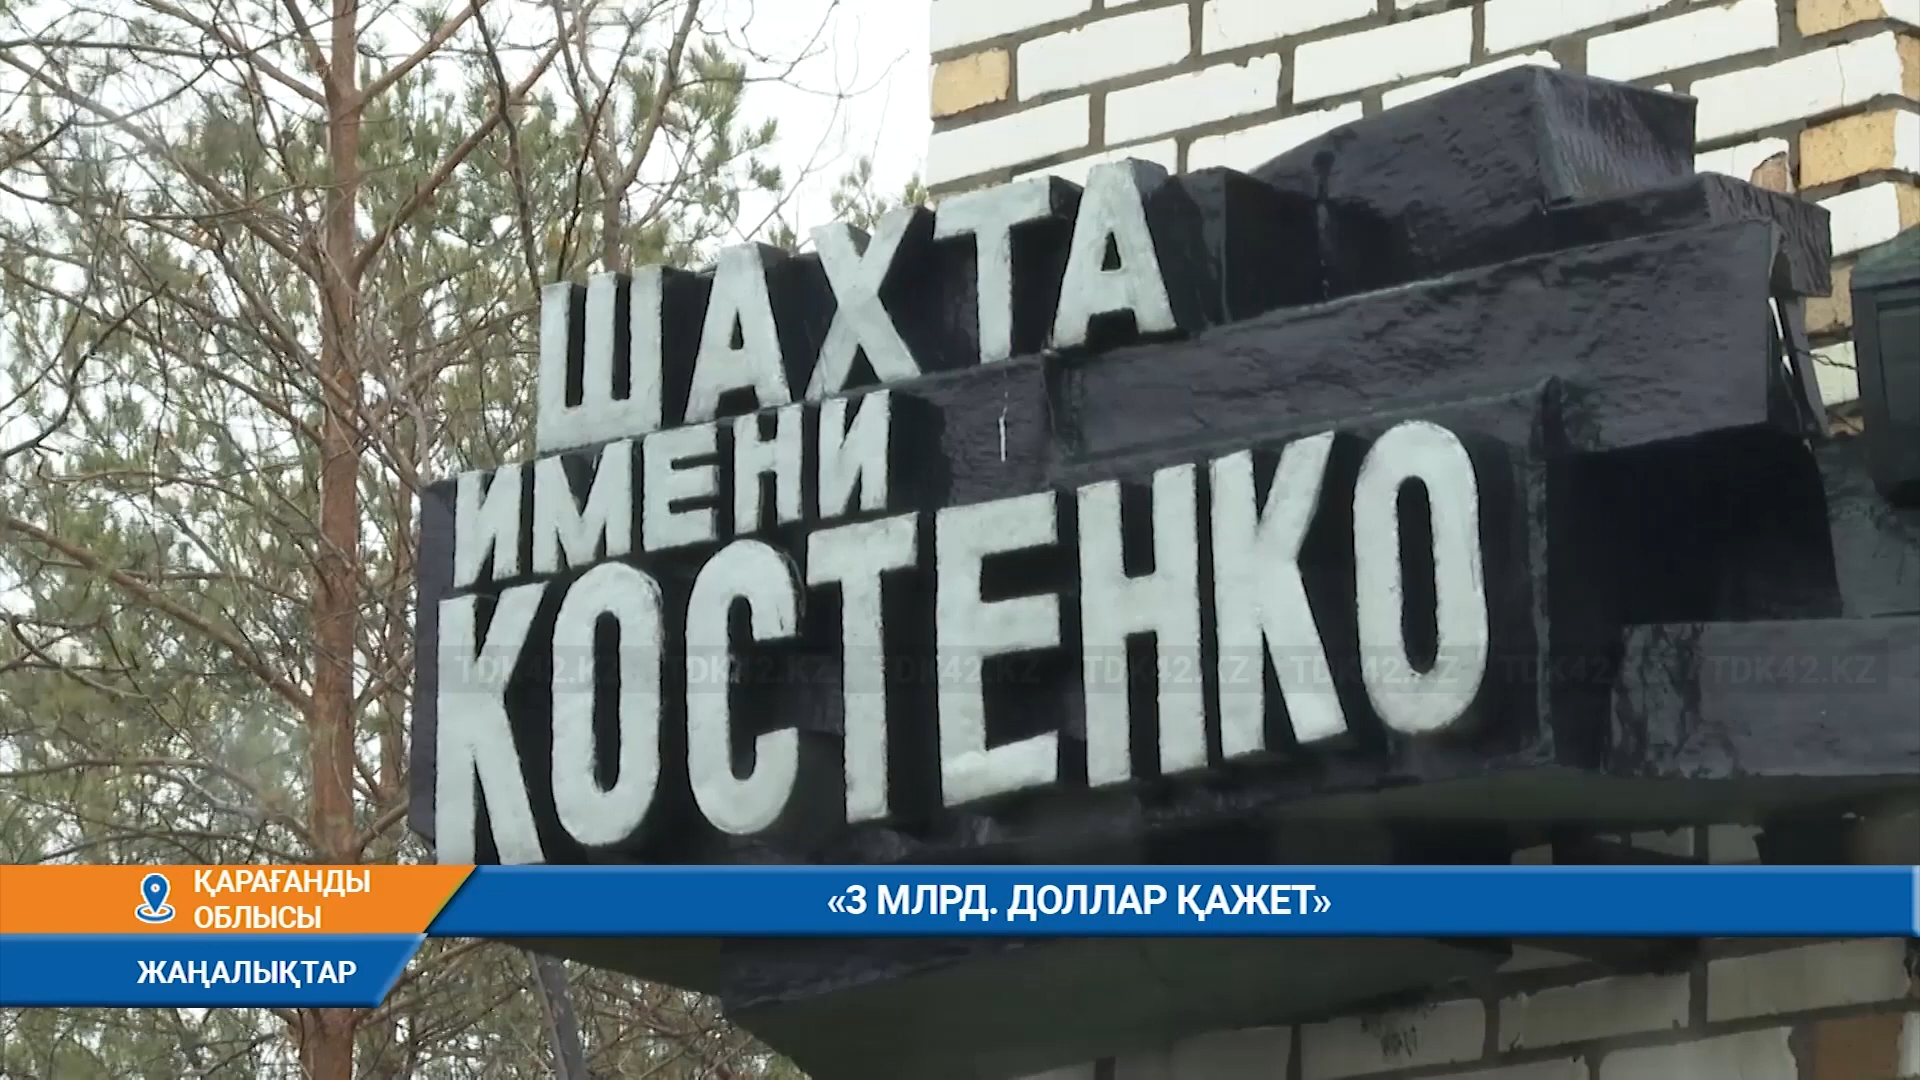 ШАХТА
ИМЕНИ
КОСТЕНКО
TDK42.KZ TDK42.KZ TDK42.KZ TDK42.KZ TDK42.KZ TDK42.KZ TDK42.KZ
ҚАРАҒАНДЫ
ОБЛЫСЫ
«3 МЛРД. ДОЛЛАР ҚАЖЕТ»
ЖАҢАЛЫҚТАР